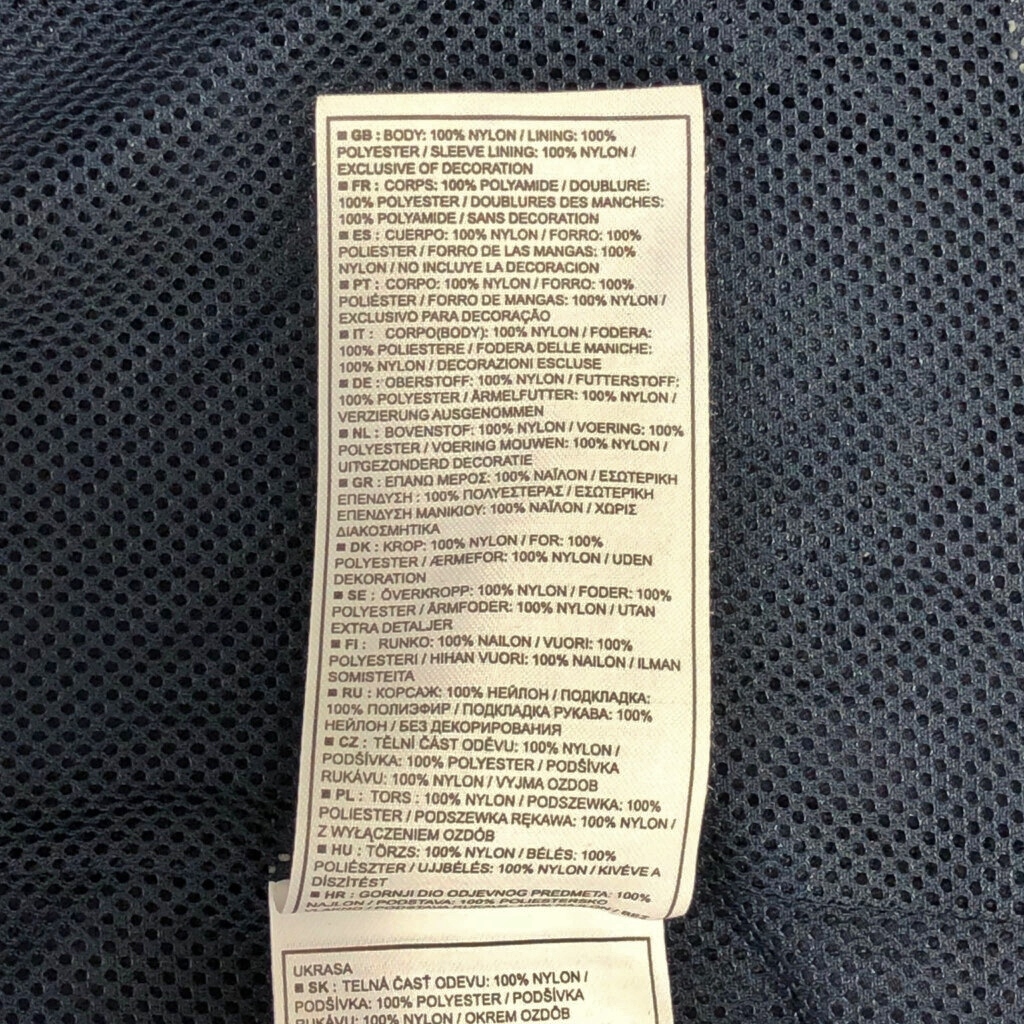 ■ GB : BODY: 100% NYLON / LINING: 100%
POLYESTER / SLEEVE LINING: 100% NYLON /
EXCLUSIVE OF DECORATION
■ FR : CORPS: 100% POLYAMIDE / DOUBLURE:
100% POLYESTER / DOUBLURES DES MANCHES:
100% POLYAMIDE / SANS DECORATION
■ ES : CUERPO: 100% NYLON / FORRO: 100%
POLIESTER / FORRO DE LAS MANGAS: 100%
NYLON / NO INCLUYE LA DECORACION
■ PT : CORPO: 100% NYLON / FORRO: 100%
POLIÉSTER / FORRO DE MANGAS: 100% NYLON /
EXCLUSIVO PARA DECORAÇÃO
■ IT : CORPO(BODY): 100% NYLON / FODERA:
100% POLIESTERE / FODERA DELLE MANICHE:
100% NYLON / DECORAZIONI ESCLUSE
■ DE : OBERSTOFF: 100% NYLON / FUTTERSTOFF:
100% POLYESTER / ÄRMELFUTTER: 100% NYLON /
VERZIERUNG AUSGENOMMEN
■ NL : BOVENSTOF: 100% NYLON / VOERING: 100%
POLYESTER / VOERING MOUWEN: 100% NYLON /
UITGEZONDERD DECORATIE
■ GR : ΕΠΑΝΩ ΜΕΡΟΣ: 100% ΝΑΪΛΟΝ / ΕΣΩΤΕΡΙΚΗ
ΕΠΕΝΔΥΣΗ : 100% ΠΟΛΥΕΣΤΕΡΑΣ / ΕΣΩΤΕΡΙΚΗ
ΕΠΕΝΔΥΣΗ ΜΑΝΙΚΙΟΥ: 100% ΝΑΪΛΟΝ / ΧΩΡΙΣ
ΔΙΑΚΟΣΜΗΤΙΚΑ
■ DK : KROP: 100% NYLON / FOR: 100%
POLYESTER / ÆRMEFOR: 100% NYLON / UDEN
DEKORATION
■ SE : ÖVERKROPP: 100% NYLON / FODER: 100%
POLYESTER / ÄRMFODER: 100% NYLON / UTAN
EXTRA DETALJER
■ FI : RUNKO: 100% NAILON / VUORI: 100%
POLYESTERI / HIHAN VUORI: 100% NAILON / ILMAN
SOMISTEITA
■ RU : КОРСАЖ: 100% НЕЙЛОН / ПОДКЛАДКА:
100% ПОЛИЭФИР / ПОДКЛАДКА РУКАВА: 100%
НЕЙЛОН / БЕЗ ДЕКОРИРОВАНИЯ
■ CZ : TĚLNÍ ČÁST ODĚVU: 100% NYLON /
PODŠÍVKA: 100% POLYESTER / PODŠÍVKA
RUKÁVU: 100% NYLON / VYJMA OZDOB
■ PL : TORS : 100% NYLON / PODSZEWKA: 100%
POLIESTER / PODSZEWKA RĘKAWA: 100% NYLON /
Z WYŁĄCZENIEM OZDÓB
■ HU : TÖRZS: 100% NYLON / BÉLÉS: 100%
POLIÉSZTER / UJJBÉLÉS: 100% NYLON / KIVÉVE A
DÍSZÍTÉST
■ HR : GORNJI DIO ODJEVNOG PREDMETA: 100%
NAJLON / PODSTAVA: 100% POLIESTERSKO
UKRASA
■ SK : TELNÁ ČASŤ ODEVU: 100% NYLON /
PODŠÍVKA: 100% POLYESTER / PODŠÍVKA
RUKÁVU: 100% NYLON / OKREM OZDÔB